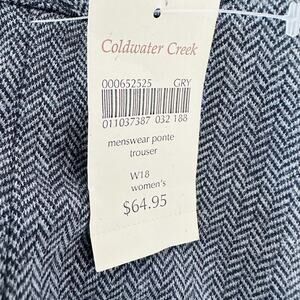 Coldwater Creek
000652525 GRY
011037387 032 188
menswear ponte
trouser
W18
women's
$64.95